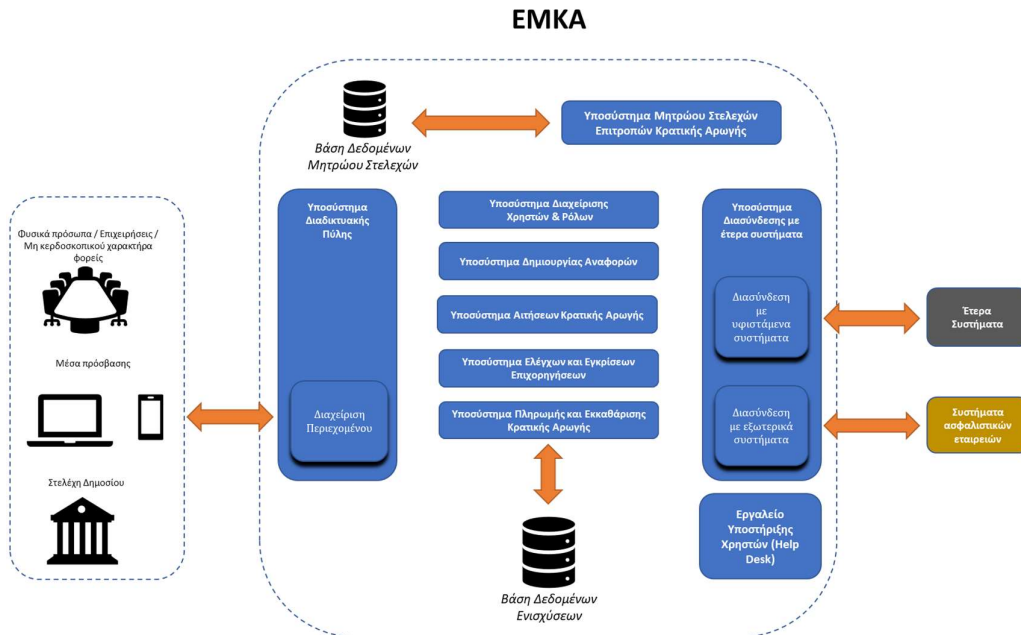 ΕΜΚΑ
Υποσύστημα Μητρώου Στελεχών
Επιτροπών Κρατικής Αρωγής
Βάση Δεδομένων
Μητρώου Στελεχών
Φυσικά πρόσωπα / Επιχειρήσεις /
Μη κερδοσκοπικού χαρακτήρα
φορείς
Μέσα πρόσβασης
Στελέχη Δημοσίου
Υποσύστημα
Διαδικτυακής
Πύλης
Διαχείριση
Περιεχομένου
Υποσύστημα Διαχείρισης
Χρηστών & Ρόλων
Υποσύστημα Δημιουργίας Αναφορών
Υποσύστημα Αιτήσεων Κρατικής Αρωγής
Υποσύστημα Ελέγχων και Εγκρίσεων
Επιχορηγήσεων
Υποσύστημα Πληρωμής και Εκκαθάρισης
Κρατικής Αρωγής
Βάση Δεδομένων
Ενισχύσεων
Υποσύστημα
Διασύνδεσης με
έτερα συστήματα
Διασύνδεση
με
υφιστάμενα
συστήματα
Διασύνδεση
με εξωτερικά
συστήματα
Εργαλείο
Υποστήριξης
Χρηστών (Help
Desk)
Έτερα
Συστήματα
Συστήματα
ασφαλιστικών
εταιρειών